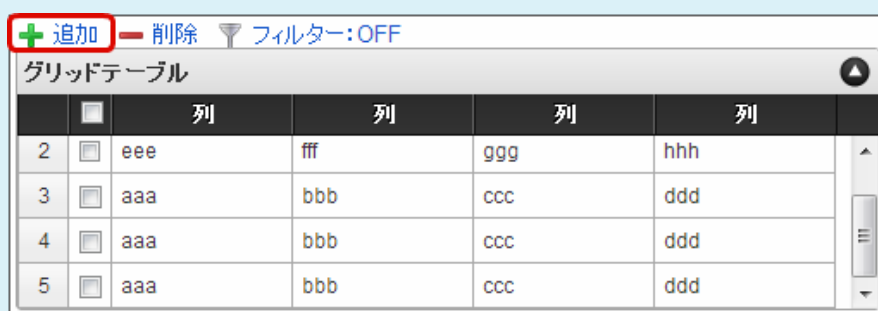 追加 削除 フィルター：OFF
グリッドテーブル
列 列 列 列
2 eee fff ggg hhh
3 aaa bbb ccc ddd
4 aaa bbb ccc ddd
5 aaa bbb ccc ddd